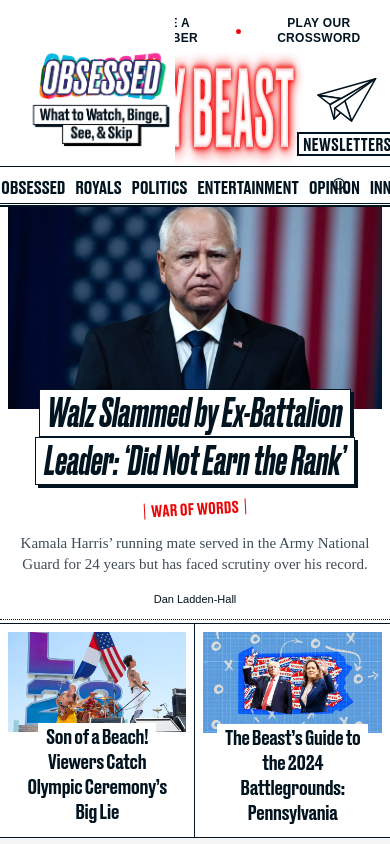 E A
BER
PLAY OUR
CROSSWORD
OBSESSED
What to Watch, Binge,
See, & Skip
Y BEAST
NEWSLETTERS
OBSESSED ROYALS POLITICS ENTERTAINMENT OPINION INN
Walz Slammed by Ex-Battalion
Leader: ‘Did Not Earn the Rank’
WAR OF WORDS
Kamala Harris’ running mate served in the Army National
Guard for 24 years but has faced scrutiny over his record.
Dan Ladden-Hall
Son of a Beach!
Viewers Catch
Olympic Ceremony’s
Big Lie
The Beast’s Guide to
the 2024
Battlegrounds:
Pennsylvania